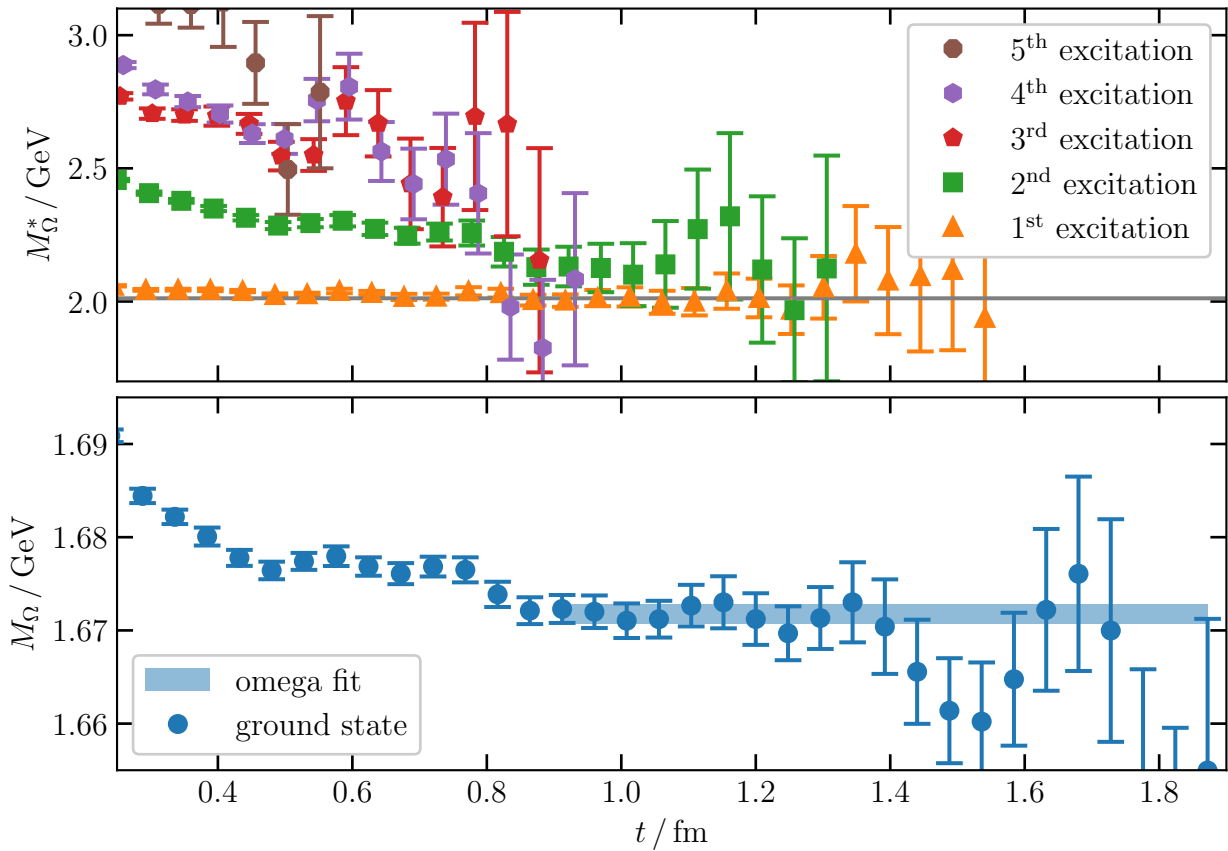 3.0
2.5
2.0
M*Ω / GeV
5th excitation
4th excitation
3rd excitation
2nd excitation
1st excitation
1.69
1.68
1.67
1.66
MΩ / GeV
omega fit
ground state
0.4 0.6 0.8 1.0 1.2 1.4 1.6 1.8
t / fm